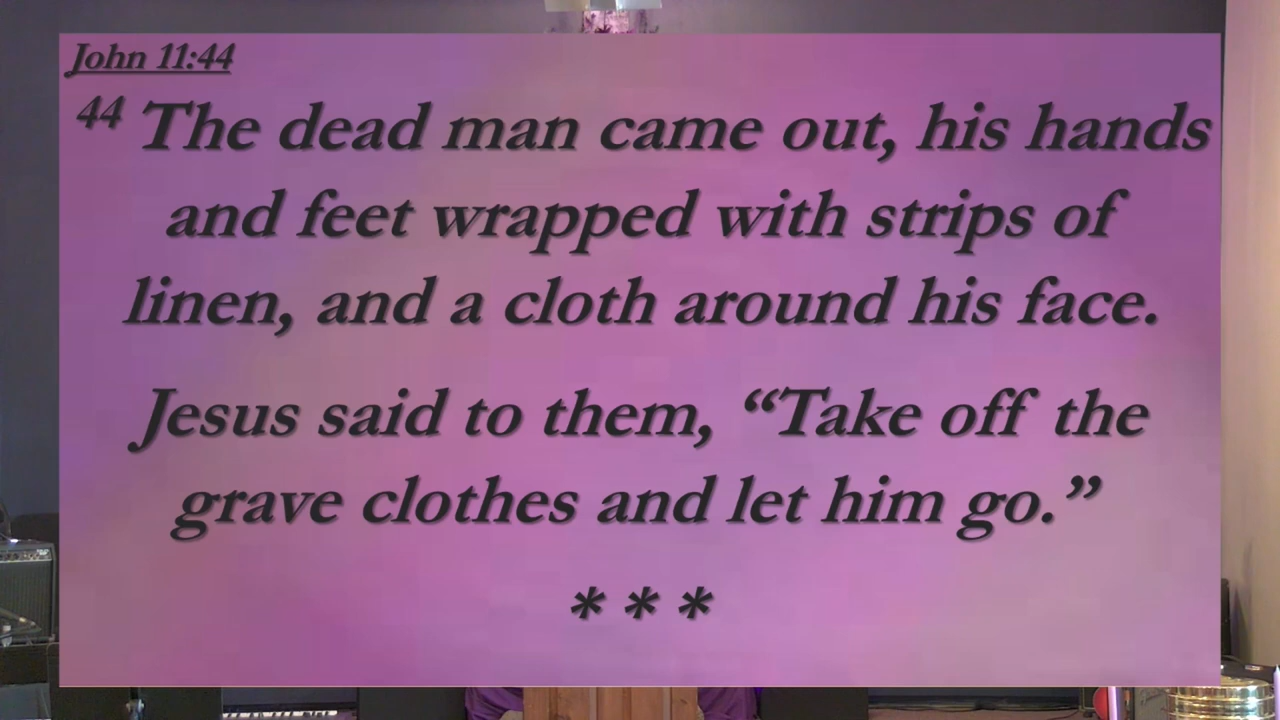 John 11:44
44 The dead man came out, his hands
and feet wrapped with strips of
linen, and a cloth around his face.
Jesus said to them, “Take off the
grave clothes and let him go.”
* * *